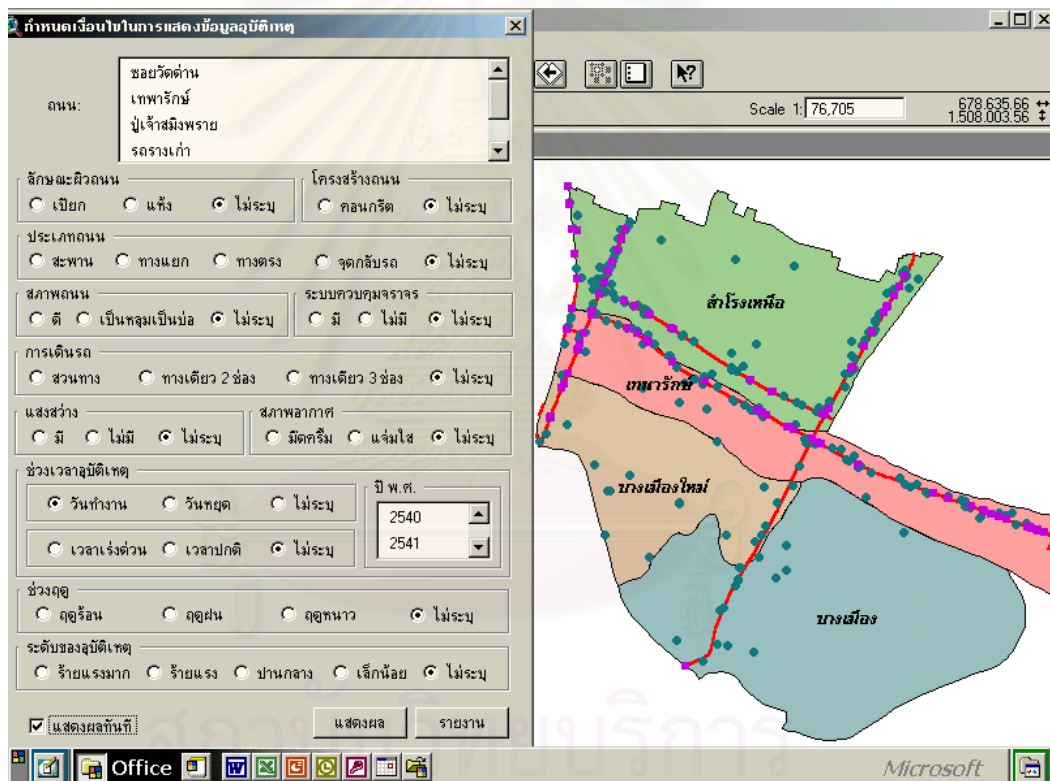 กำหนดเงื่อนไขในการแสดงข้อมูลอุบัติเหตุ
ถนน:
ซอยวัดด่าน
เทพารักษ์
ปู่เจ้าสมิงพราย
รถรางเก่า
ลักษณะผิวถนน
เปียก แห้ง ไม่ระบุ
โครงสร้างถนน
คอนกรีต ไม่ระบุ
ประเภทถนน
สะพาน ทางแยก ทางตรง จุดกลับรถ ไม่ระบุ
สภาพถนน
ดี เป็นหลุมเป็นบ่อ ไม่ระบุ
ระบบควบคุมจราจร
มี ไม่มี ไม่ระบุ
การเดินรถ
สวนทาง ทางเดียว 2 ช่อง ทางเดียว 3 ช่อง ไม่ระบุ
แสงสว่าง
มี ไม่มี ไม่ระบุ
สภาพอากาศ
มืดครึ้ม แจ่มใส ไม่ระบุ
ช่วงเวลาอุบัติเหตุ
วันทำงาน วันหยุด ไม่ระบุ
เวลาเร่งด่วน เวลาปกติ ไม่ระบุ
ปี พ.ศ.
2540
2541
ช่วงฤดู
ฤดูร้อน ฤดูฝน ฤดูหนาว ไม่ระบุ
ระดับของอุบัติเหตุ
ร้ายแรงมาก ร้ายแรง ปานกลาง เล็กน้อย ไม่ระบุ
แสดงผลทันที แสดงผล รายงาน
Scale 1: 76,705
678,635.66
1,508,003.56
สำโรงเหนือ
เทพารักษ์
บางเมืองใหม่
บางเมือง
สถาบันวิทยบริการ
Office
Microsoft